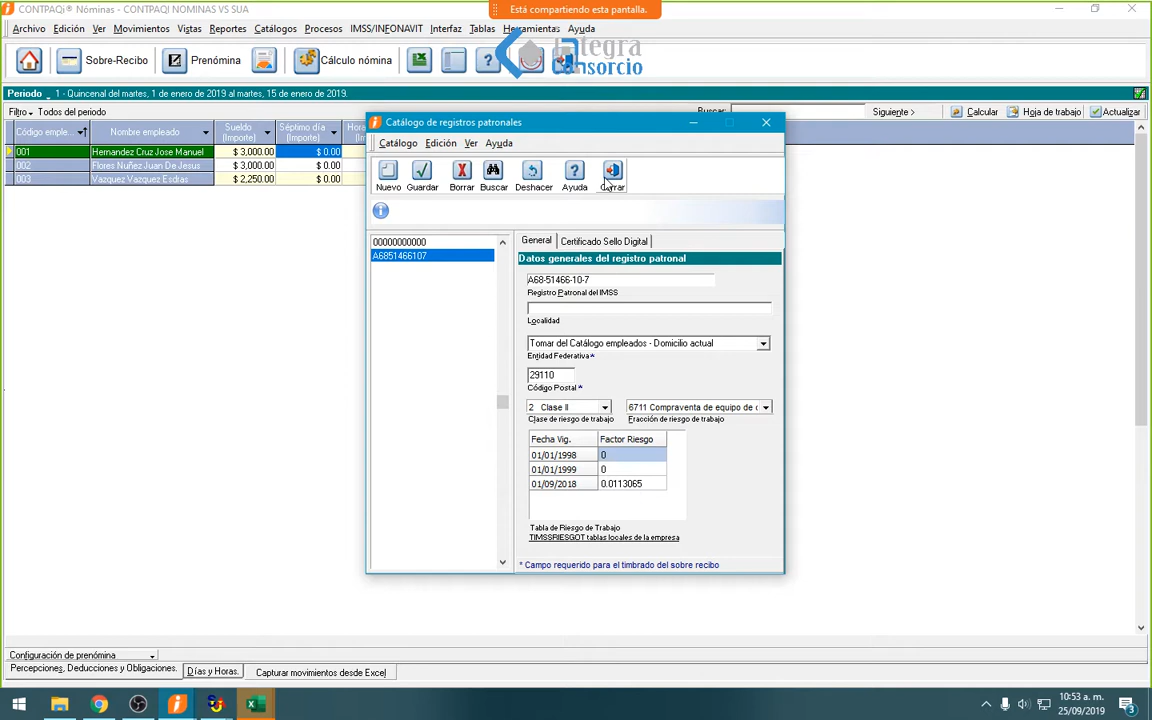 CONTPAQi® Nóminas - CONTPAQI NOMINAS VS SUA
Está compartiendo esta pantalla.
Archivo Edición Ver Movimientos Vistas Reportes Catálogos Procesos IMSS/INFONAVIT Interfaz Tablas Herramientas Ayuda
Sobre-Recibo Prenómina Cálculo nómina
Integra
Consorcio
Periodo 1 - Quincenal del martes, 1 de enero de 2019 al martes, 15 de enero de 2019.
Filtro Todos del periodo Buscar: Siguiente> Calcular Hoja de trabajo Actualizar
Código emple... Nombre empleado Sueldo (Importe) Séptimo día (Importe)
001 Hernandez Cruz Jose Manuel $ 3,000.00 $ 0.00
002 Flores Nuñez Juan De Jesus $ 3,000.00 $ 0.00
003 Vazquez Vazquez Esdras $ 2,250.00 $ 0.00
Catálogo de registros patronales
Catálogo Edición Ver Ayuda
Nuevo Guardar Borrar Buscar Deshacer Ayuda Cerrar
00000000000
A6851466107
General Certificado Sello Digital
Datos generales del registro patronal
A68-51466-10-7
Registro Patronal del IMSS
Localidad
Tomar del Catálogo empleados - Domicilio actual
Entidad Federativa*
29110
Código Postal *
2 Clase II 6711 Compraventa de equipo de
Clase de riesgo de trabajo Fracción de riesgo de trabajo
Fecha Vig. Factor Riesgo
01/01/1998 0
01/01/1999 0
01/09/2018 0.0113065
Tabla de Riesgo de Trabajo
TIMSSRIESGOT tablas locales de la empresa
* Campo requerido para el timbrado del sobre recibo
Configuración de prenómina
Percepciones, Deducciones y Obligaciones. Días y Horas. Capturar movimientos desde Excel
10:53 a. m.
25/09/2019
3